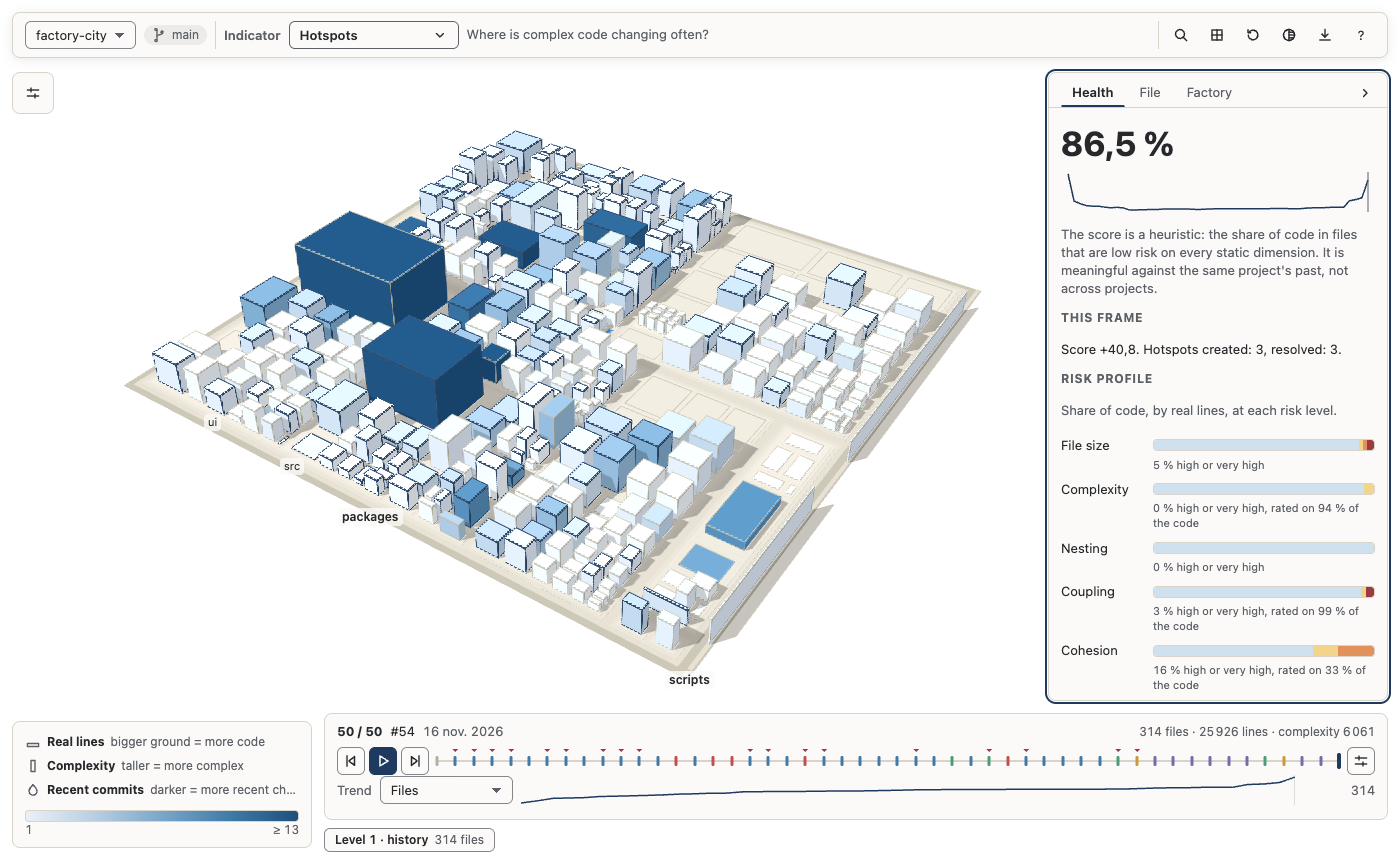 factory-city
main
Indicator
Hotspots
Where is complex code changing often?
?
Health File Factory
86,5 %
The score is a heuristic: the share of code in files
that are low risk on every static dimension. It is
meaningful against the same project's past, not
across projects.
THIS FRAME
Score +40,8. Hotspots created: 3, resolved: 3.
RISK PROFILE
Share of code, by real lines, at each risk level.
File size
5 % high or very high
Complexity
0 % high or very high, rated on 94 % of
the code
Nesting
0 % high or very high
Coupling
3 % high or very high, rated on 99 % of
the code
Cohesion
16 % high or very high, rated on 33 % of
the code
ui
src
packages
scripts
Real lines bigger ground = more code
Complexity taller = more complex
Recent commits darker = more recent ch...
1 ≥ 13
50 / 50 #54 16 nov. 2026
314 files · 25 926 lines · complexity 6 061
Trend Files
314
Level 1 · history 314 files